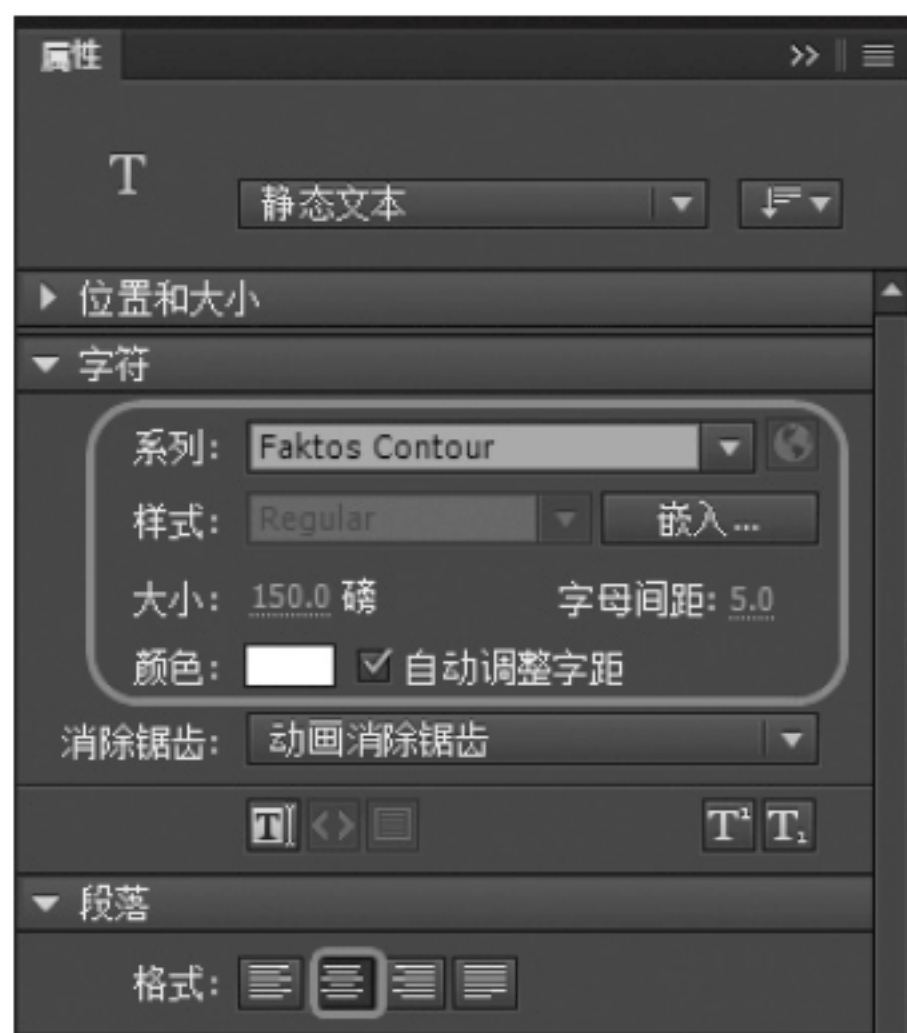 属性
T
静态文本
位置和大小
字符
系列: Faktos Contour
样式: Regular 嵌入...
大小: 150.0 磅 字母间距: 5.0
颜色: 自动调整字距
消除锯齿: 动画消除锯齿
T <> T¹ T₁
段落
格式: